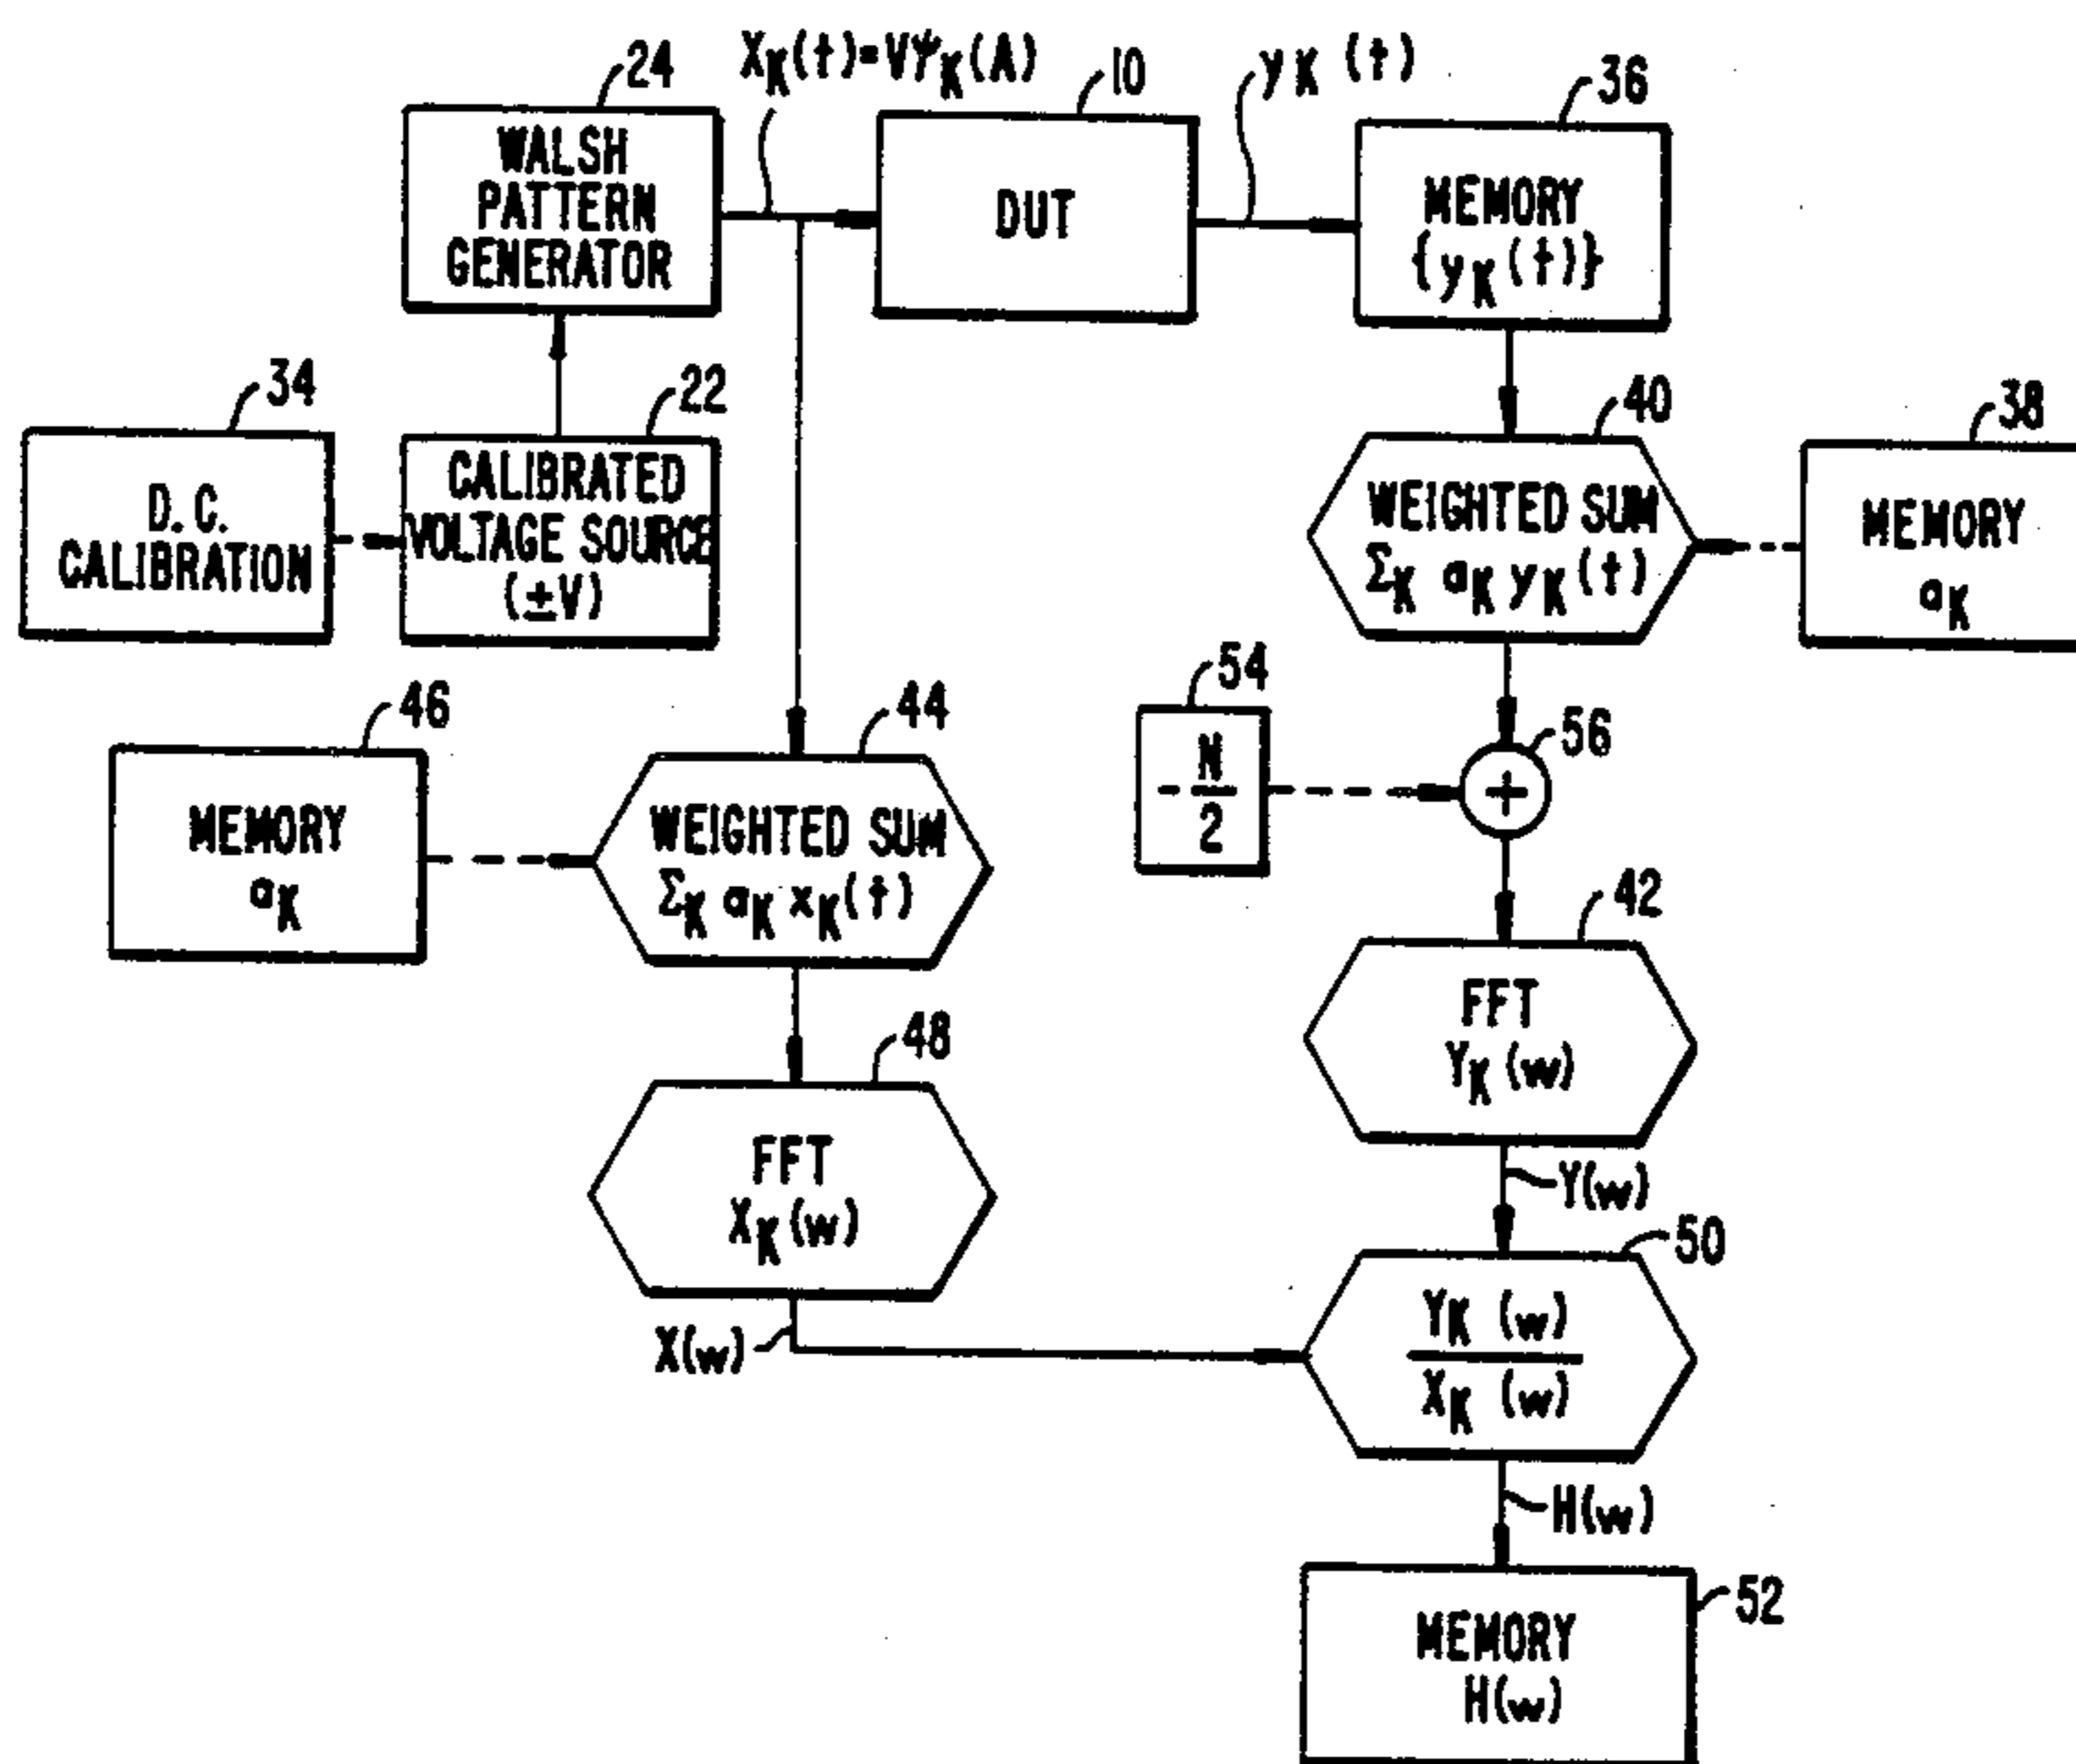 24
X_K(t)=Vψ_K(A)
10
y_K (t)
36
WALSH
PATTERN
GENERATOR
DUT
MEMORY
{y_K(t)}
34
22
40
38
D.C.
CALIBRATION
CALIBRATED
VOLTAGE SOURCE
(±V)
WEIGHTED SUM
Σ_K a_K y_K(t)
MEMORY
a_K
46
44
54
56
- N
2
+
MEMORY
a_K
WEIGHTED SUM
Σ_K a_K x_K(t)
42
FFT
Y_K (w)
48
FFT
X_K (w)
Y(w)
50
X(w)
Y_K (w)
X_K (w)
H(w)
52
MEMORY
H(w)